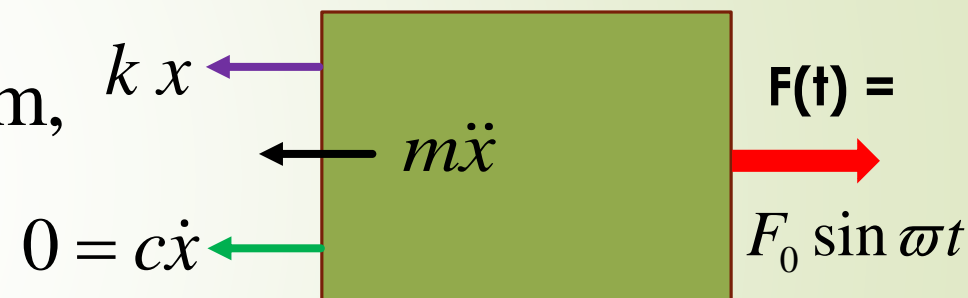 k x
m,
F(t) =
mẍ
0 = cẋ
F₀ sin ϖt